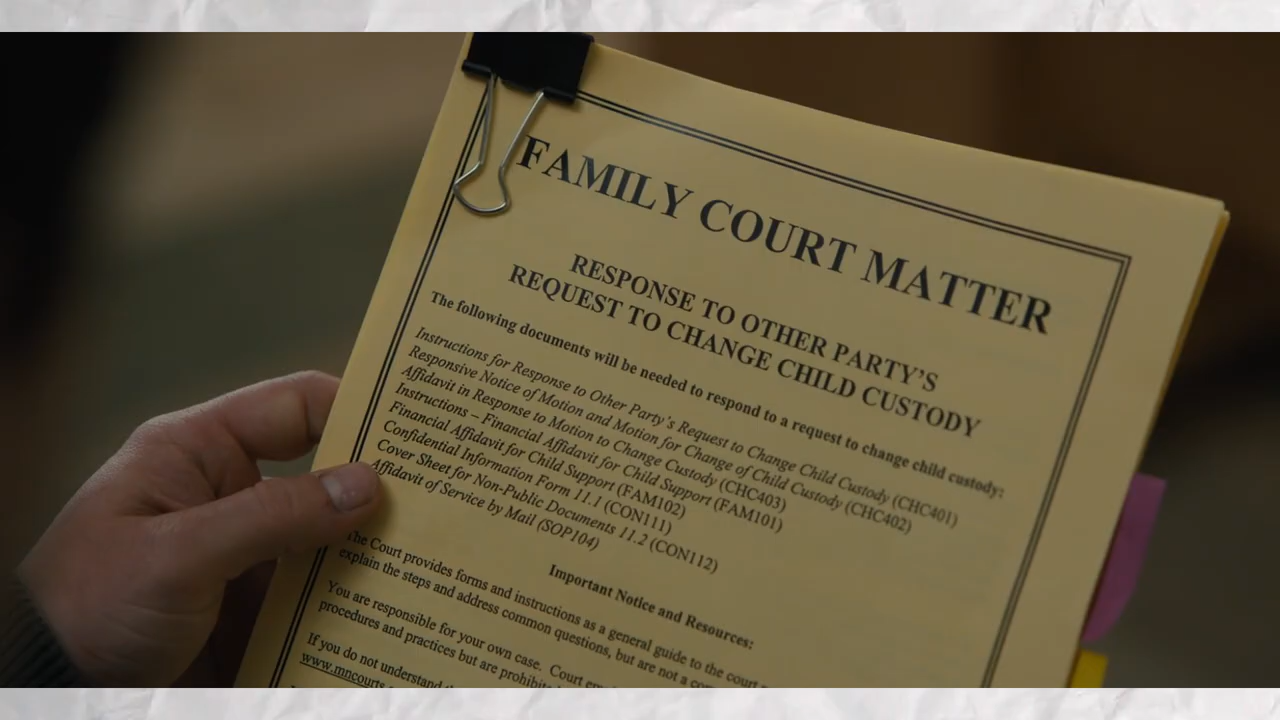 FAMILY COURT MATTER
RESPONSE TO OTHER PARTY'S
REQUEST TO CHANGE CHILD CUSTODY
The following documents will be needed to respond to a request to change child custody:
Instructions for Response to Other Party's Request to Change Child Custody (CHC401)
Responsive Notice of Motion and Motion for Change of Child Custody (CHC402)
Affidavit in Response to Motion to Change Custody (CHC403)
Instructions – Financial Affidavit for Child Support (FAM101)
Financial Affidavit for Child Support (FAM102)
Confidential Information Form 11.1 (CON111)
Cover Sheet for Non-Public Documents 11.2 (CON112)
Affidavit of Service by Mail (SOP104)
Important Notice and Resources:
The Court provides forms and instructions as a general guide to the court
explain the steps and address common questions, but are not a
You are responsible for your own case. Court
procedures and practices but are
If you do not understand
www.mncourts.